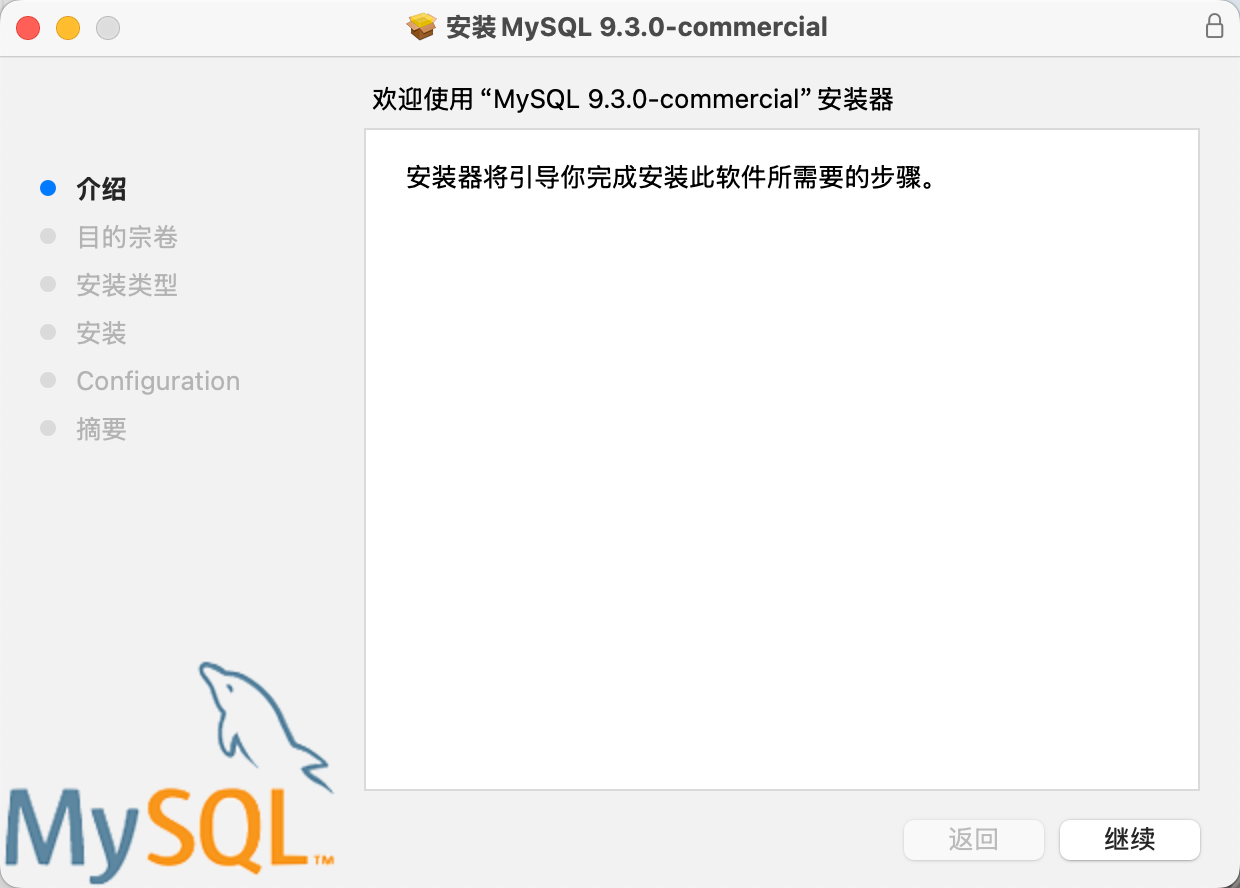 安装 MySQL 9.3.0-commercial
欢迎使用 “MySQL 9.3.0-commercial” 安装器
介绍
目的宗卷
安装类型
安装
Configuration
摘要
安装器将引导你完成安装此软件所需要的步骤。
MySQL™
返回
继续